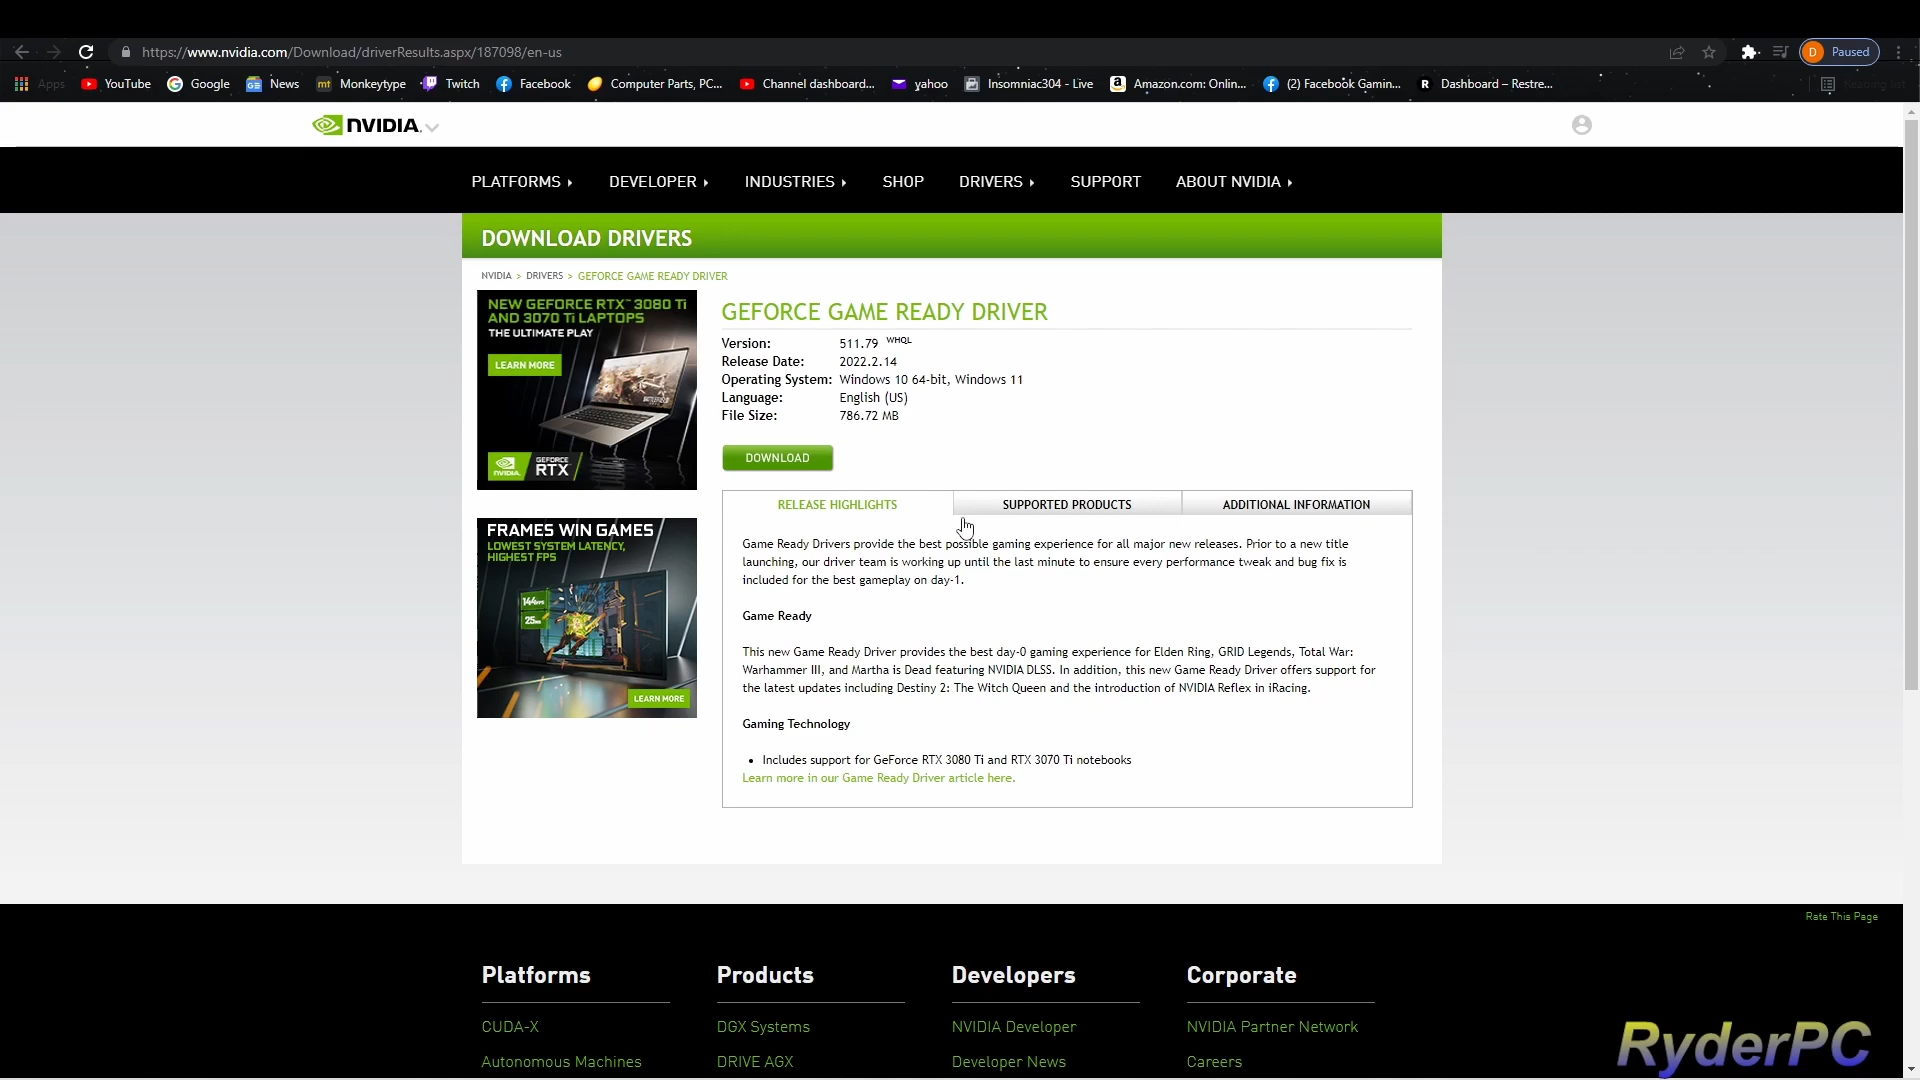 https://www.nvidia.com/Download/driverResults.aspx/187098/en-us
D Paused
Apps YouTube Google News mt Monkeytype Twitch Facebook Computer Parts, PC... Channel dashboard... yahoo Insomniac304 - Live Amazon.com: Onlin... (2) Facebook Gamin... R Dashboard – Restre... Reading list
NVIDIA.
PLATFORMS DEVELOPER INDUSTRIES SHOP DRIVERS SUPPORT ABOUT NVIDIA
DOWNLOAD DRIVERS
NVIDIA > DRIVERS > GEFORCE GAME READY DRIVER
NEW GEFORCE RTX™ 3080 Ti
AND 3070 Ti LAPTOPS
THE ULTIMATE PLAY
LEARN MORE
NVIDIA. GEFORCE RTX
GEFORCE GAME READY DRIVER
Version: 511.79 WHQL
Release Date: 2022.2.14
Operating System: Windows 10 64-bit, Windows 11
Language: English (US)
File Size: 786.72 MB
DOWNLOAD
RELEASE HIGHLIGHTS SUPPORTED PRODUCTS ADDITIONAL INFORMATION
FRAMES WIN GAMES
LOWEST SYSTEM LATENCY,
HIGHEST FPS
144FPS
25ms
LEARN MORE
Game Ready Drivers provide the best possible gaming experience for all major new releases. Prior to a new title
launching, our driver team is working up until the last minute to ensure every performance tweak and bug fix is
included for the best gameplay on day-1.
Game Ready
This new Game Ready Driver provides the best day-0 gaming experience for Elden Ring, GRID Legends, Total War:
Warhammer III, and Martha is Dead featuring NVIDIA DLSS. In addition, this new Game Ready Driver offers support for
the latest updates including Destiny 2: The Witch Queen and the introduction of NVIDIA Reflex in iRacing.
Gaming Technology
• Includes support for GeForce RTX 3080 Ti and RTX 3070 Ti notebooks
Learn more in our Game Ready Driver article here.
Rate This Page
Platforms Products Developers Corporate
CUDA-X DGX Systems NVIDIA Developer NVIDIA Partner Network
Autonomous Machines DRIVE AGX Developer News Careers
RyderPC